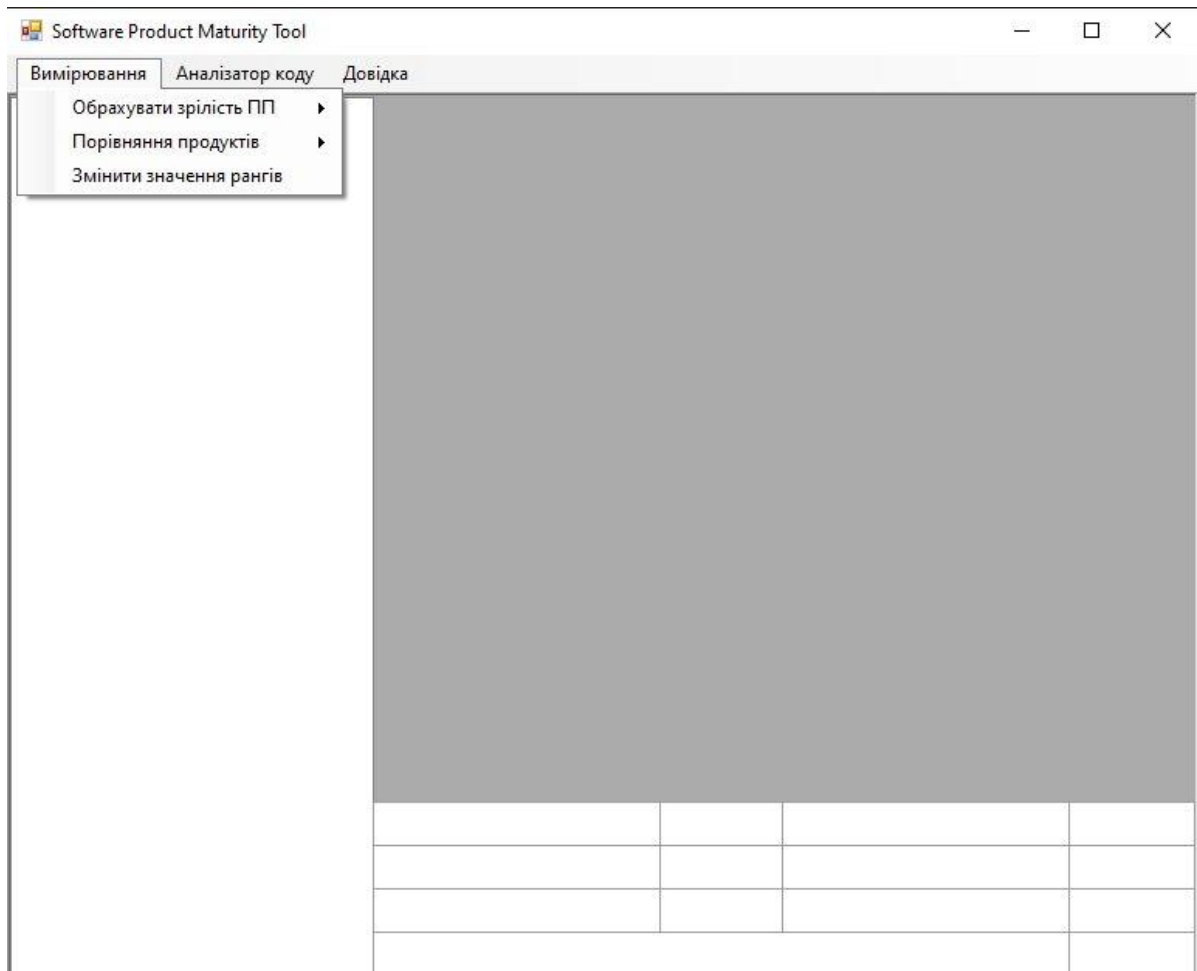 Software Product Maturity Tool
Вимірювання Аналізатор коду Довідка
Обрахувати зрілість ПП
Порівняння продуктів
Змінити значення рангів